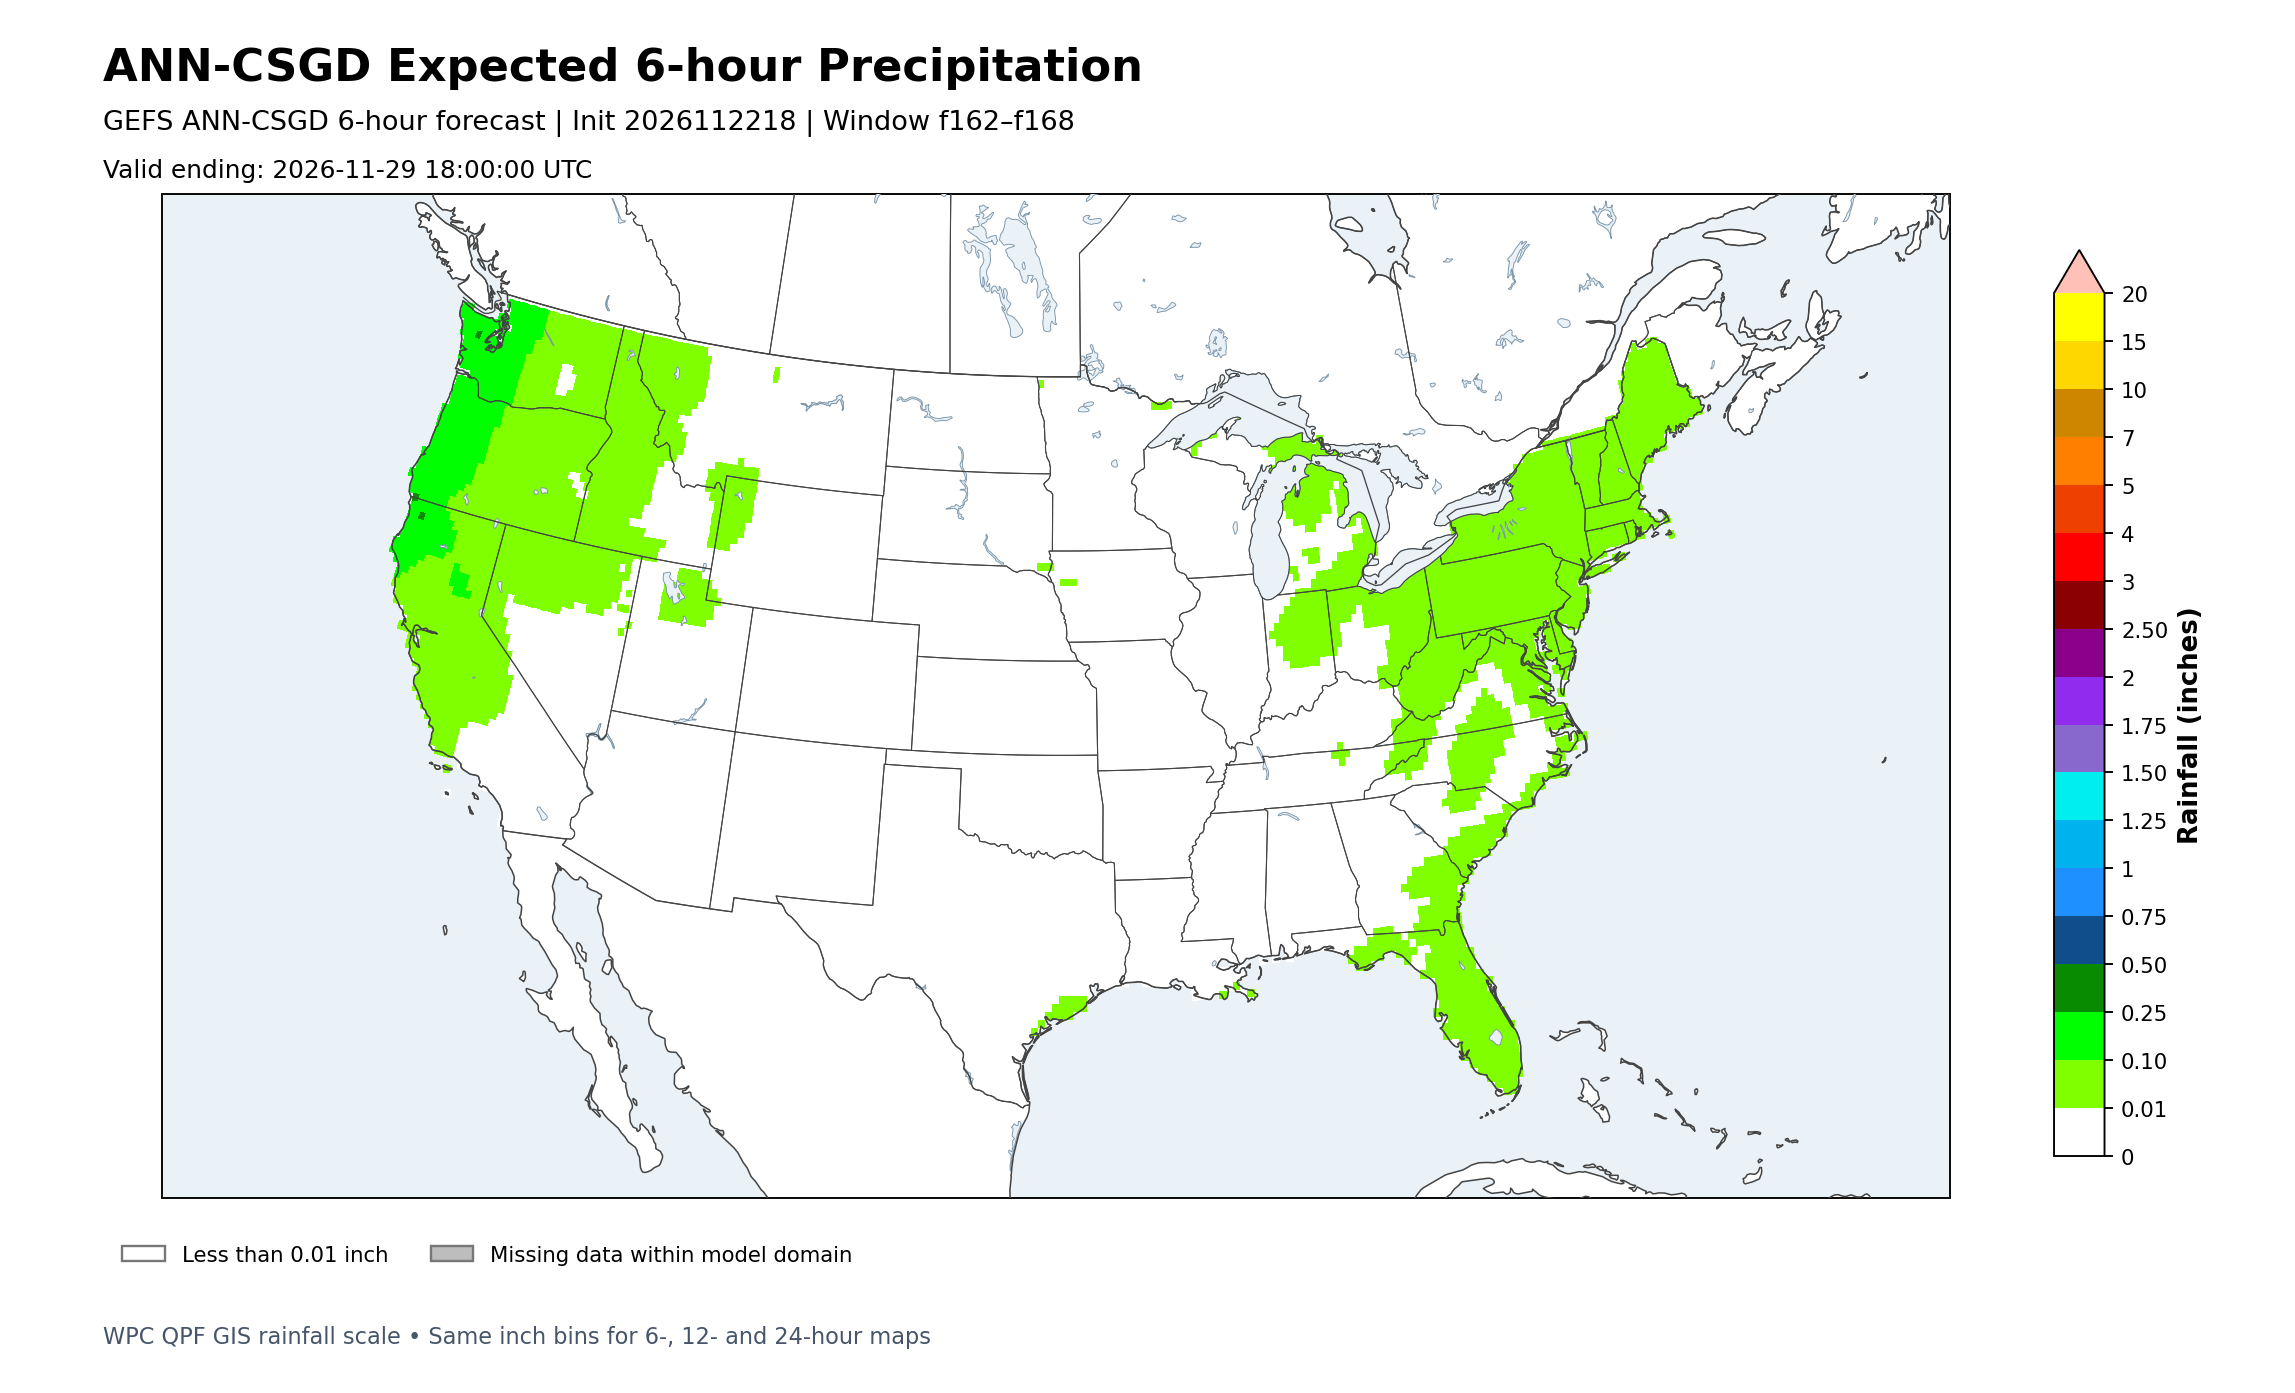 ANN-CSGD Expected 6-hour Precipitation
GEFS ANN-CSGD 6-hour forecast | Init 2026112218 | Window f162–f168
Valid ending: 2026-11-29 18:00:00 UTC
20
15
10
7
5
4
3
2.50
2
1.75
1.50
1.25
1
0.75
0.50
0.25
0.10
0.01
0
Rainfall (inches)
Less than 0.01 inch
Missing data within model domain
WPC QPF GIS rainfall scale • Same inch bins for 6-, 12- and 24-hour maps